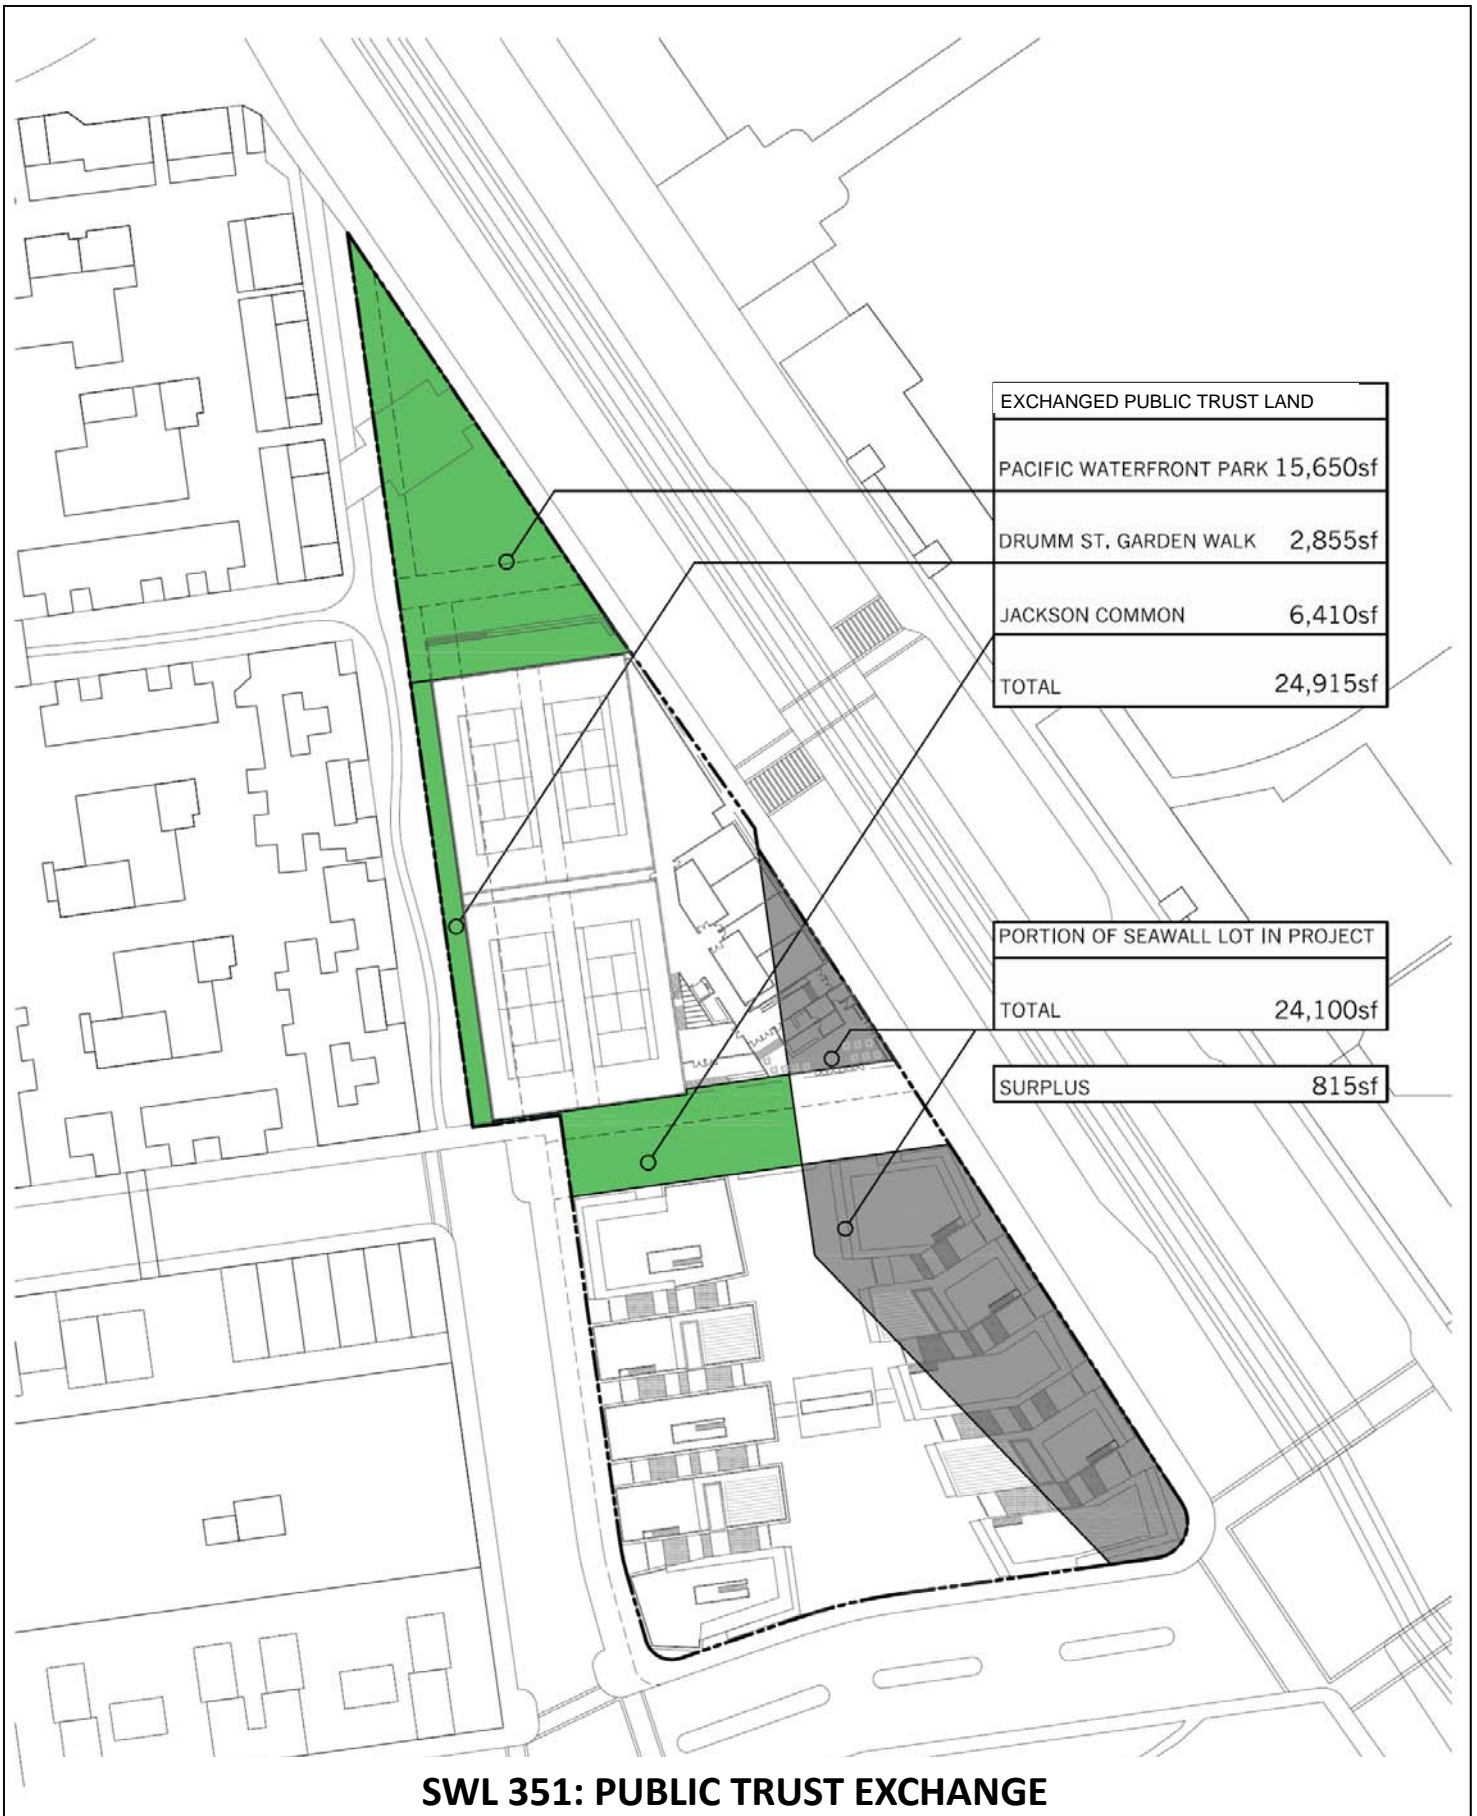 EXCHANGED PUBLIC TRUST LAND
PACIFIC WATERFRONT PARK 15,650sf
DRUMM ST. GARDEN WALK 2,855sf
JACKSON COMMON 6,410sf
TOTAL 24,915sf
PORTION OF SEAWALL LOT IN PROJECT
TOTAL 24,100sf
SURPLUS 815sf
SWL 351: PUBLIC TRUST EXCHANGE